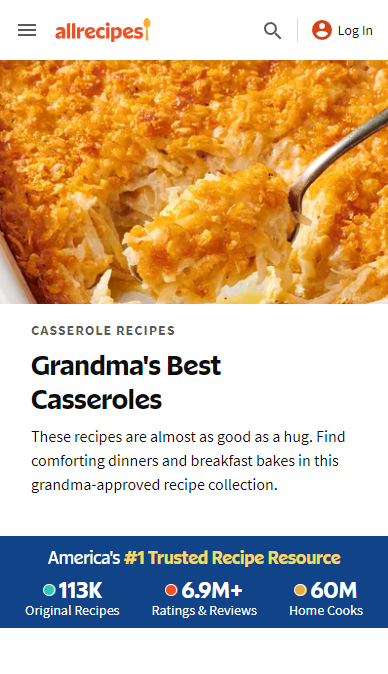 allrecipes
Log In
CASSEROLE RECIPES
Grandma's Best
Casseroles
These recipes are almost as good as a hug. Find
comforting dinners and breakfast bakes in this
grandma-approved recipe collection.
America's #1 Trusted Recipe Resource
113K 6.9M+ 60M
Original Recipes Ratings & Reviews Home Cooks